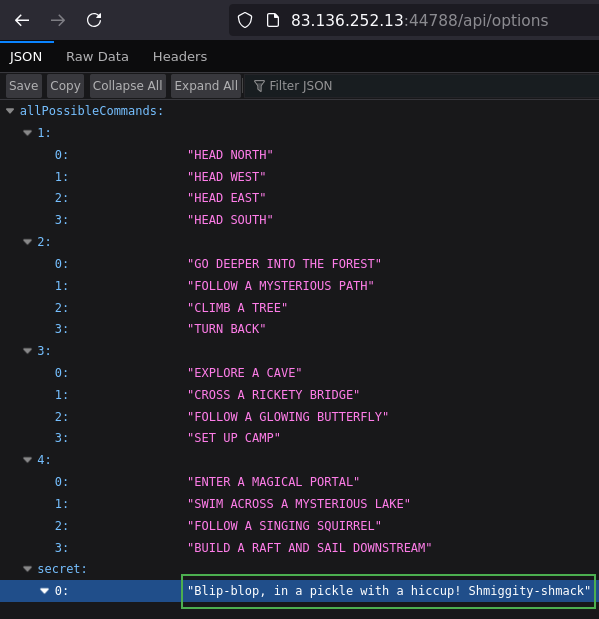 83.136.252.13:44788/api/options
JSON Raw Data Headers
Save Copy Collapse All Expand All Filter JSON
allPossibleCommands:
1:
0: "HEAD NORTH"
1: "HEAD WEST"
2: "HEAD EAST"
3: "HEAD SOUTH"
2:
0: "GO DEEPER INTO THE FOREST"
1: "FOLLOW A MYSTERIOUS PATH"
2: "CLIMB A TREE"
3: "TURN BACK"
3:
0: "EXPLORE A CAVE"
1: "CROSS A RICKETY BRIDGE"
2: "FOLLOW A GLOWING BUTTERFLY"
3: "SET UP CAMP"
4:
0: "ENTER A MAGICAL PORTAL"
1: "SWIM ACROSS A MYSTERIOUS LAKE"
2: "FOLLOW A SINGING SQUIRREL"
3: "BUILD A RAFT AND SAIL DOWNSTREAM"
secret:
0: "Blip-blop, in a pickle with a hiccup! Shmiggity-shmack"